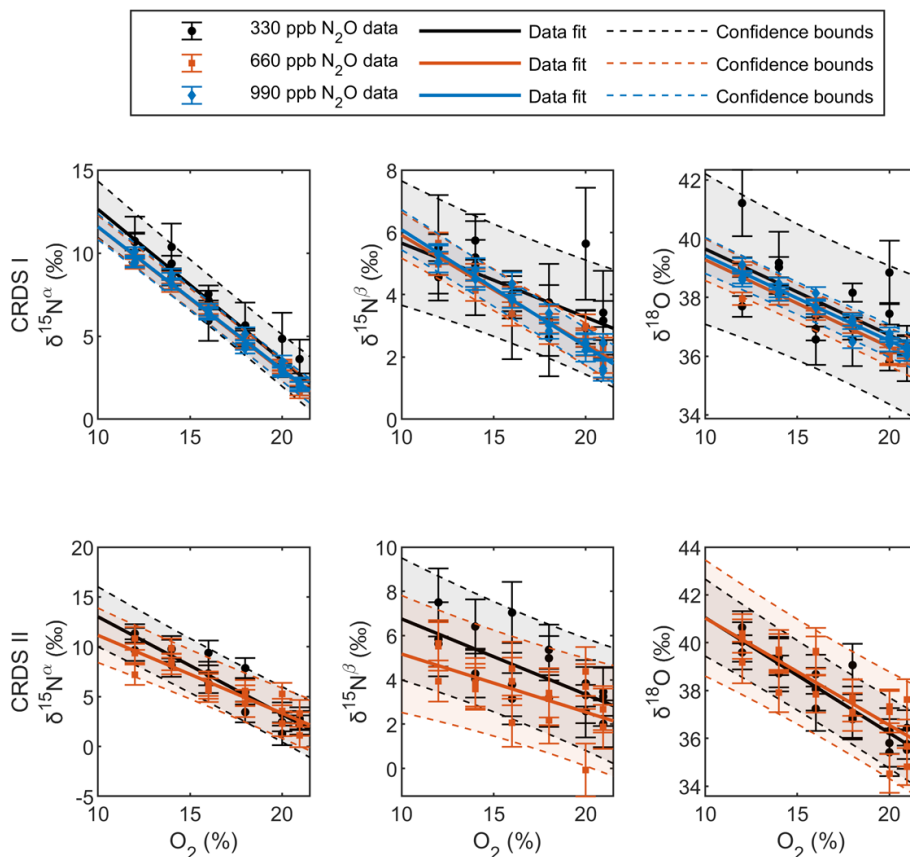 330 ppb N₂O data Data fit Confidence bounds
660 ppb N₂O data Data fit Confidence bounds
990 ppb N₂O data Data fit Confidence bounds
CRDS I
δ¹⁵Nᵅ (‰)
15
10
5
0
10 15 20
δ¹⁵Nᵝ (‰)
8
6
4
2
0
10 15 20
δ¹⁸O (‰)
42
40
38
36
34
10 15 20
CRDS II
δ¹⁵Nᵅ (‰)
20
15
10
5
0
-5
10 15 20
O₂ (%)
δ¹⁵Nᵝ (‰)
10
8
6
4
2
0
10 15 20
O₂ (%)
δ¹⁸O (‰)
44
42
40
38
36
34
10 15 20
O₂ (%)